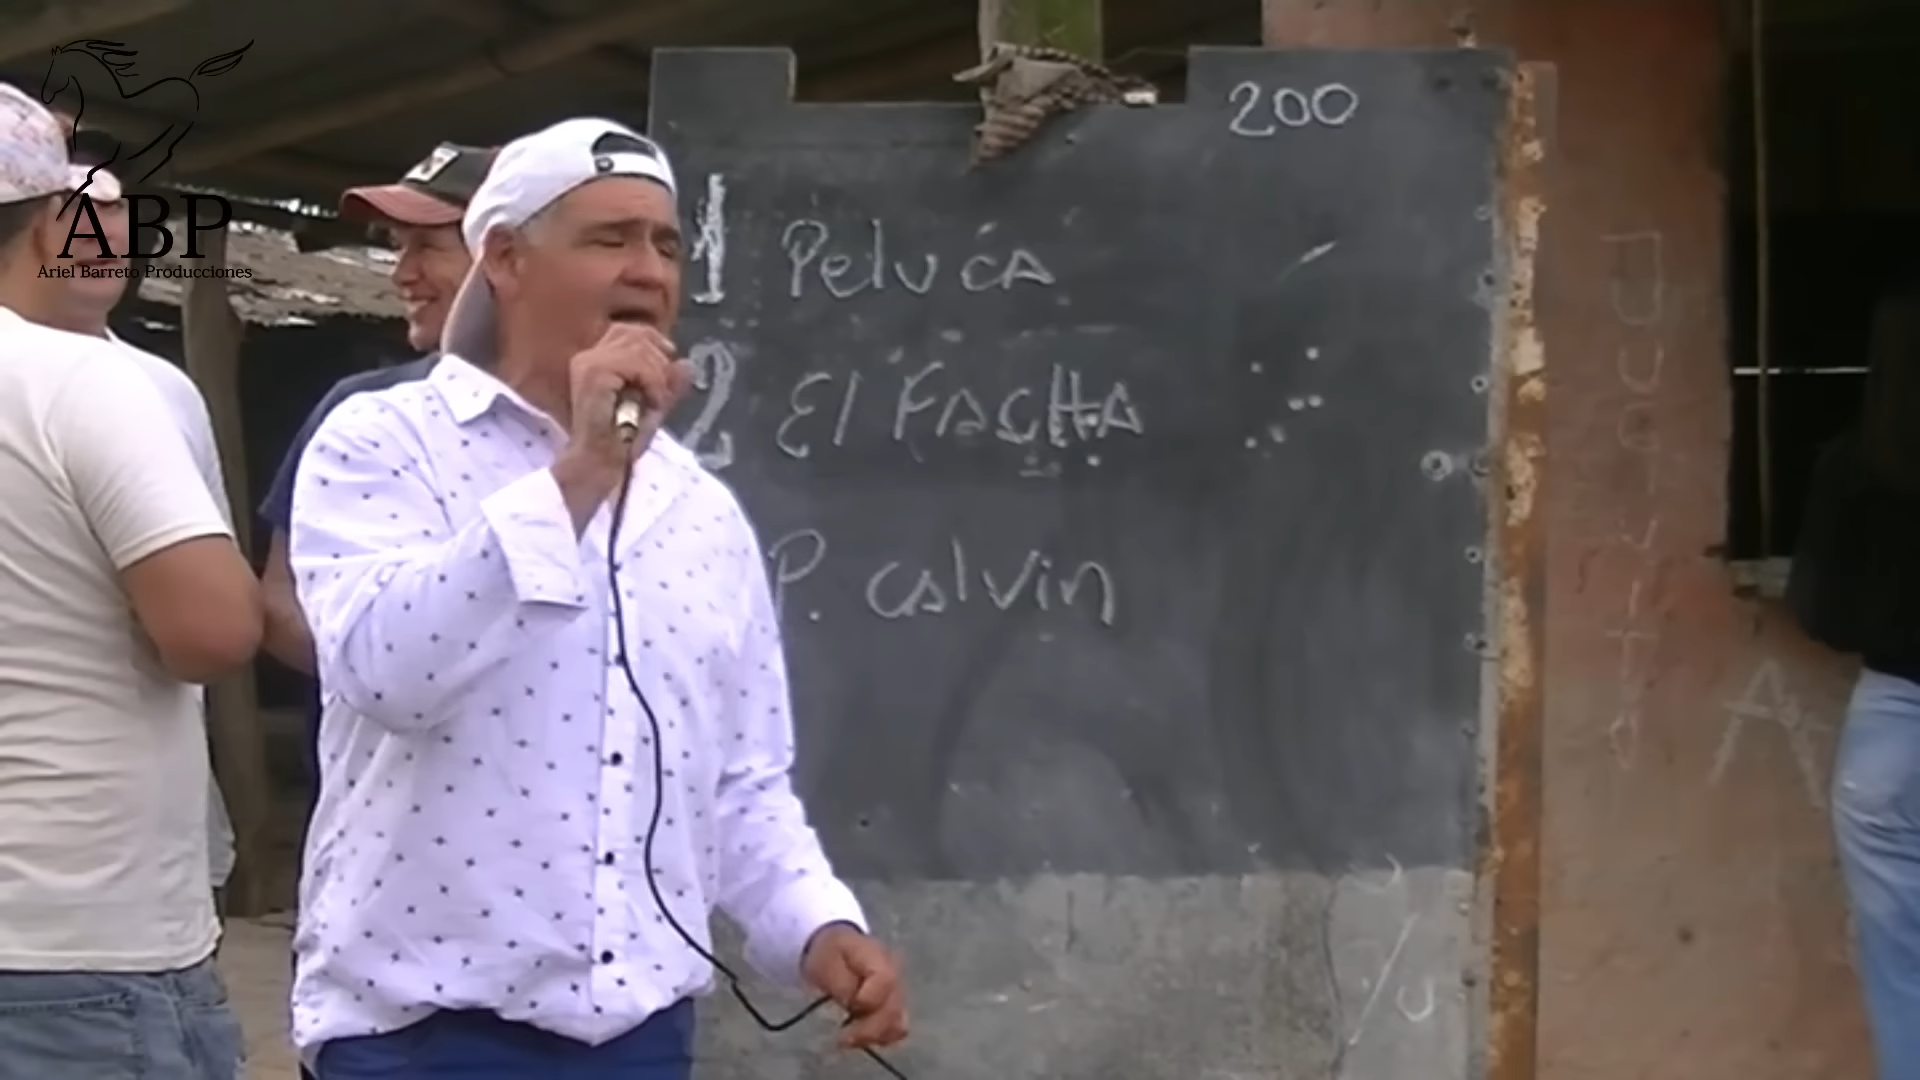 ABP
Ariel Barreto Producciones
200
1 Peluca
2 El FACHA
P. Calvin